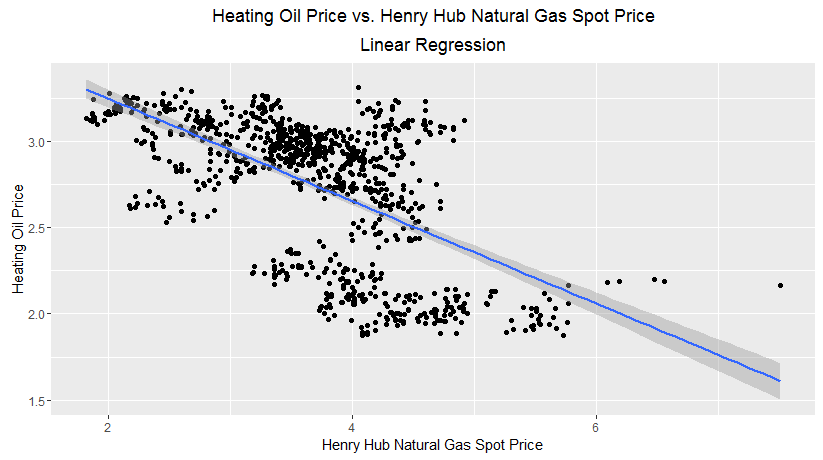 Heating Oil Price vs. Henry Hub Natural Gas Spot Price
Linear Regression
Heating Oil Price
3.0
2.5
2.0
1.5
2
4
6
Henry Hub Natural Gas Spot Price